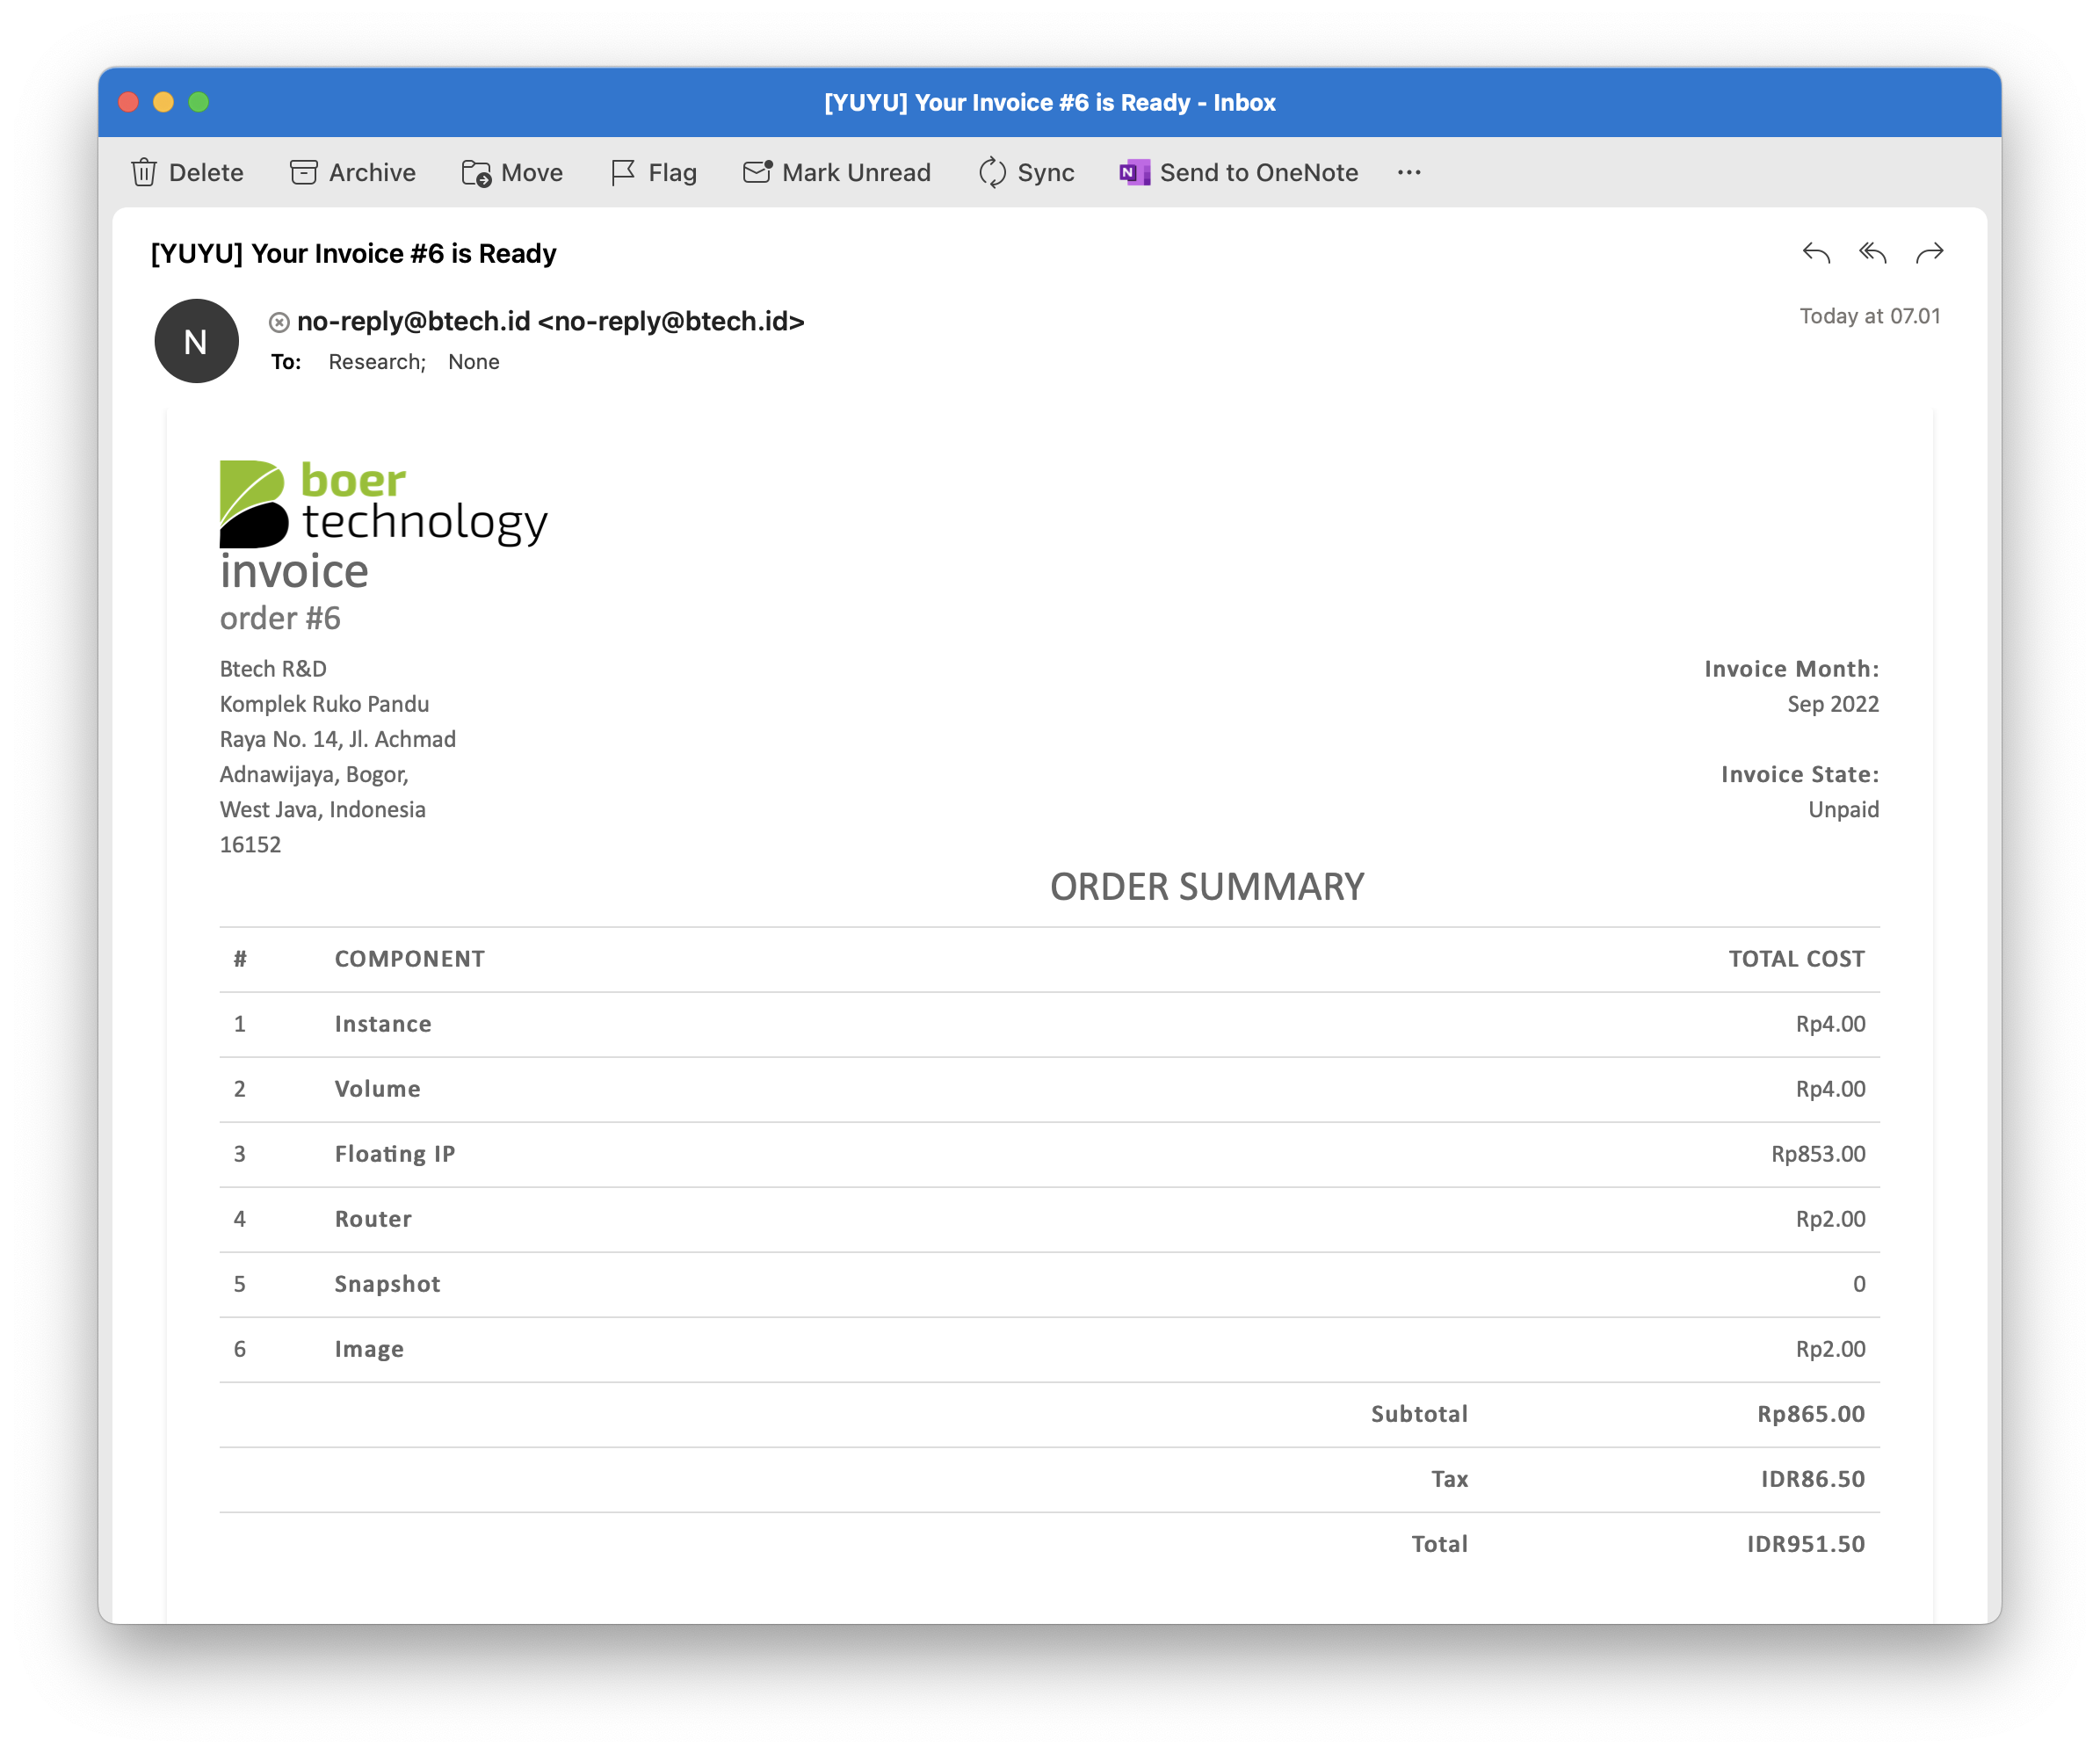 [YUYU] Your Invoice #6 is Ready - Inbox
Delete Archive Move Flag Mark Unread Sync N Send to OneNote ...
[YUYU] Your Invoice #6 is Ready
N
no-reply@btech.id <no-reply@btech.id>
Today at 07.01
To: Research; None
boer
technology
invoice
order #6
Btech R&D
Komplek Ruko Pandu
Raya No. 14, Jl. Achmad
Adnawijaya, Bogor,
West Java, Indonesia
16152
Invoice Month:
Sep 2022
Invoice State:
Unpaid
ORDER SUMMARY
# COMPONENT TOTAL COST
1 Instance Rp4.00
2 Volume Rp4.00
3 Floating IP Rp853.00
4 Router Rp2.00
5 Snapshot 0
6 Image Rp2.00
Subtotal Rp865.00
Tax IDR86.50
Total IDR951.50